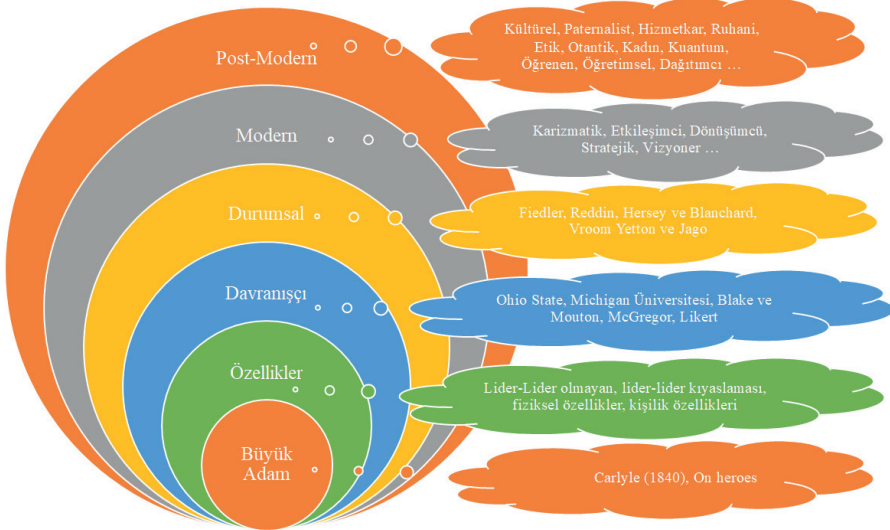 Post-Modern
Kültürel, Paternalist, Hizmetkar, Ruhani,
Etik, Otantik, Kadın, Kuantum,
Öğrenen, Öğretimsel, Dağıtımcı ...
Modern
Karizmatik, Etkileşimci, Dönüşümcü,
Stratejik, Vizyoner ...
Durumsal
Fiedler, Reddin, Hersey ve Blanchard,
Vroom Yetton ve Jago
Davranışçı
Ohio State, Michigan Üniversitesi, Blake ve
Mouton, McGregor, Likert
Özellikler
Lider-Lider olmayan, lider-lider kıyaslaması,
fiziksel özellikler, kişilik özellikleri
Büyük
Adam
Carlyle (1840), On heroes